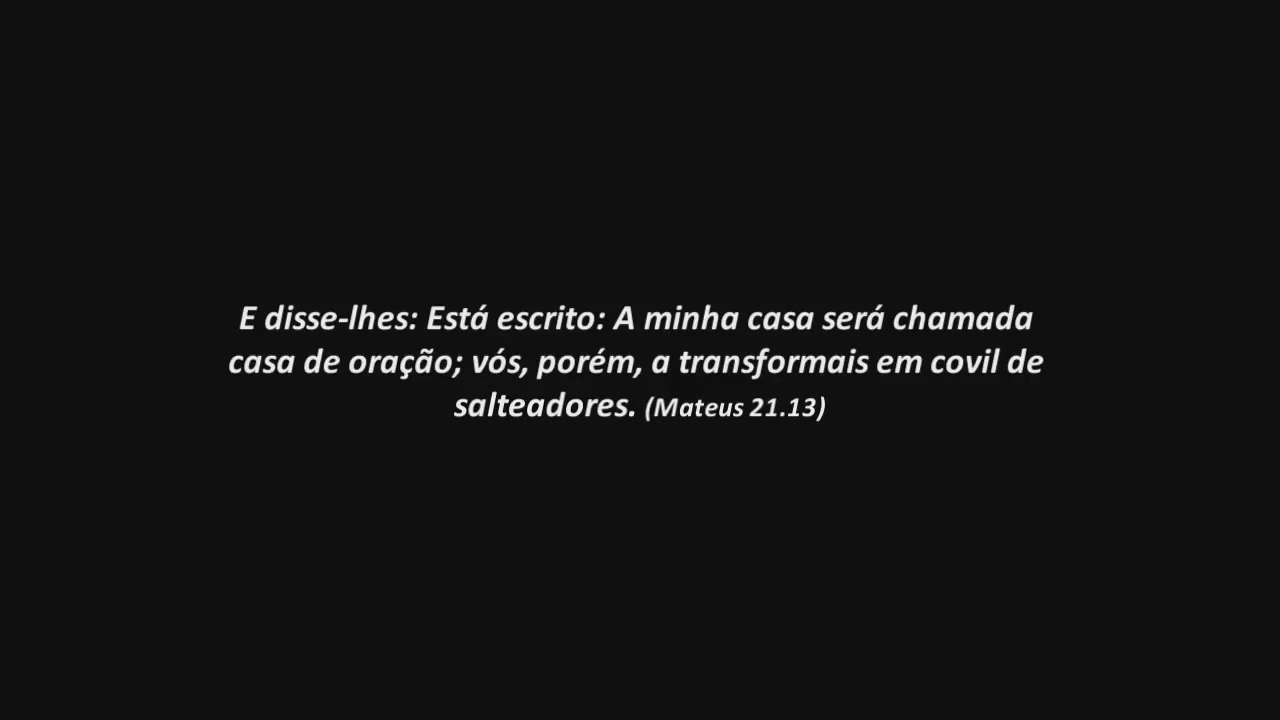 E disse-lhes: Está escrito: A minha casa será chamada
casa de oração; vós, porém, a transformais em covil de
salteadores. (Mateus 21.13)